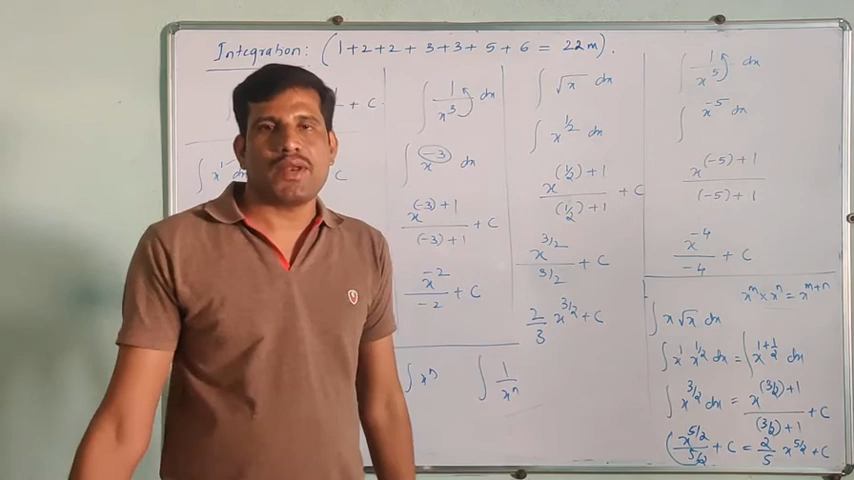 Integration: (1+2+2+3+3+5+6 = 22m).
+ C
∫ x¹ dx
C
∫ 1/x³ dx
∫ x⁻³ dx
x^((-3)+1)/((-3)+1) + C
x⁻²/-2 + C
∫ xⁿ ∫ 1/xⁿ
∫ √x dx
∫ x^(1/2) dx
x^((1/2)+1)/((1/2)+1) + C
x^(3/2)/(3/2) + C
2/3 x^(3/2) + C
∫ 1/x⁵ dx
∫ x⁻⁵ dx
x^((-5)+1)/((-5)+1)
x⁻⁴/-4 + C
xᵐ × xⁿ = xᵐ⁺ⁿ
∫ x√x dx
∫ x¹ x^(1/2) dx = ∫ x^(1+1/2) dx
∫ x^(3/2) dx = x^((3/2)+1)/((3/2)+1) + C
(x^(5/2)/(5/2) + C = 2/5 x^(5/2) + C